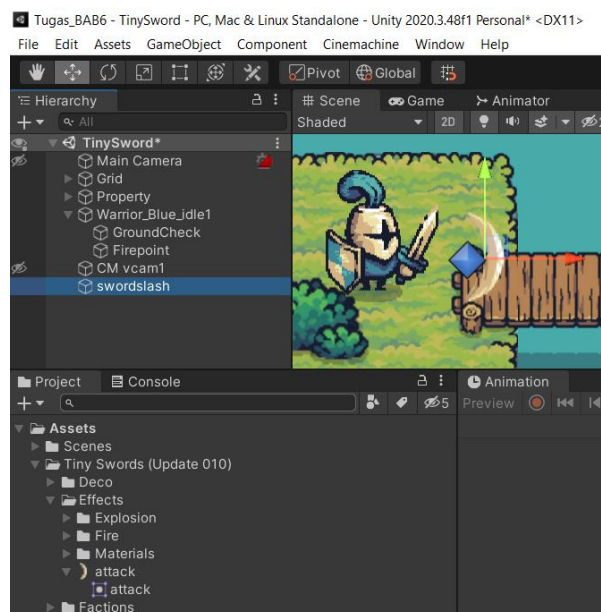 Tugas_BAB6 - TinySword - PC, Mac & Linux Standalone - Unity 2020.3.48f1 Personal* <DX11>
File Edit Assets GameObject Component Cinemachine Window Help
Pivot Global
Hierarchy Scene Game Animator
All Shaded 2D
TinySword*
Main Camera
Grid
Property
Warrior_Blue_idle1
GroundCheck
Firepoint
CM vcam1
swordslash
Project Console Animation
5 Preview
Assets
Scenes
Tiny Swords (Update 010)
Deco
Effects
Explosion
Fire
Materials
attack
attack
Factions